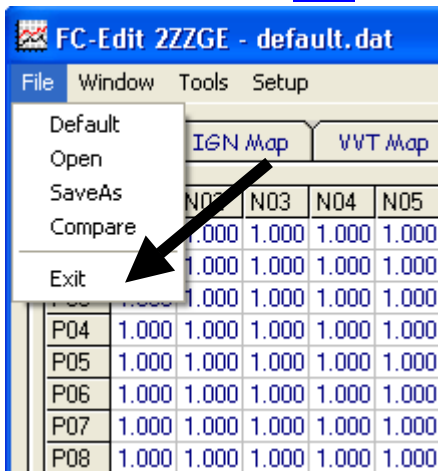 FC-Edit 2ZZGE - default.dat
File Window Tools Setup
Default
IGN Map VVT Map
Open
SaveAs
N03 N04 N05
Compare
1.000 1.000 1.000 1.000
Exit
1.000 1.000 1.000 1.000
1.000 1.000 1.000 1.000 1.000
P04 1.000 1.000 1.000 1.000 1.000
P05 1.000 1.000 1.000 1.000 1.000
P06 1.000 1.000 1.000 1.000 1.000
P07 1.000 1.000 1.000 1.000 1.000
P08 1.000 1.000 1.000 1.000 1.000